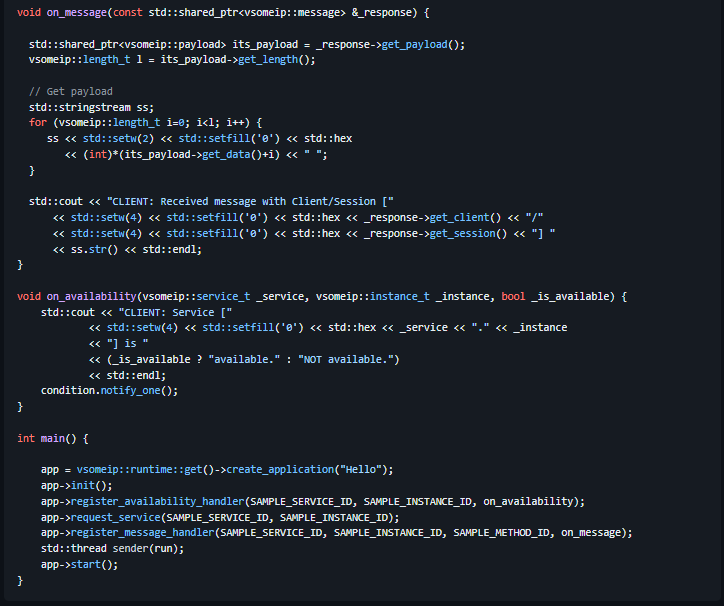 void on_message(const std::shared_ptr<vsomeip::message> &_response) {
  std::shared_ptr<vsomeip::payload> its_payload = _response->get_payload();
  vsomeip::length_t l = its_payload->get_length();
  // Get payload
  std::stringstream ss;
  for (vsomeip::length_t i=0; i<l; i++) {
     ss << std::setw(2) << std::setfill('0') << std::hex
        << (int)*(its_payload->get_data()+i) << " ";
  }
  std::cout << "CLIENT: Received message with Client/Session ["
      << std::setw(4) << std::setfill('0') << std::hex << _response->get_client() << "/"
      << std::setw(4) << std::setfill('0') << std::hex << _response->get_session() << "] "
      << ss.str() << std::endl;
}
void on_availability(vsomeip::service_t _service, vsomeip::instance_t _instance, bool _is_available) {
    std::cout << "CLIENT: Service ["
            << std::setw(4) << std::setfill('0') << std::hex << _service << "." << _instance
            << "] is "
            << (_is_available ? "available." : "NOT available.")
            << std::endl;
    condition.notify_one();
}
int main() {
    app = vsomeip::runtime::get()->create_application("Hello");
    app->init();
    app->register_availability_handler(SAMPLE_SERVICE_ID, SAMPLE_INSTANCE_ID, on_availability);
    app->request_service(SAMPLE_SERVICE_ID, SAMPLE_INSTANCE_ID);
    app->register_message_handler(SAMPLE_SERVICE_ID, SAMPLE_INSTANCE_ID, SAMPLE_METHOD_ID, on_message);
    std::thread sender(run);
    app->start();
}